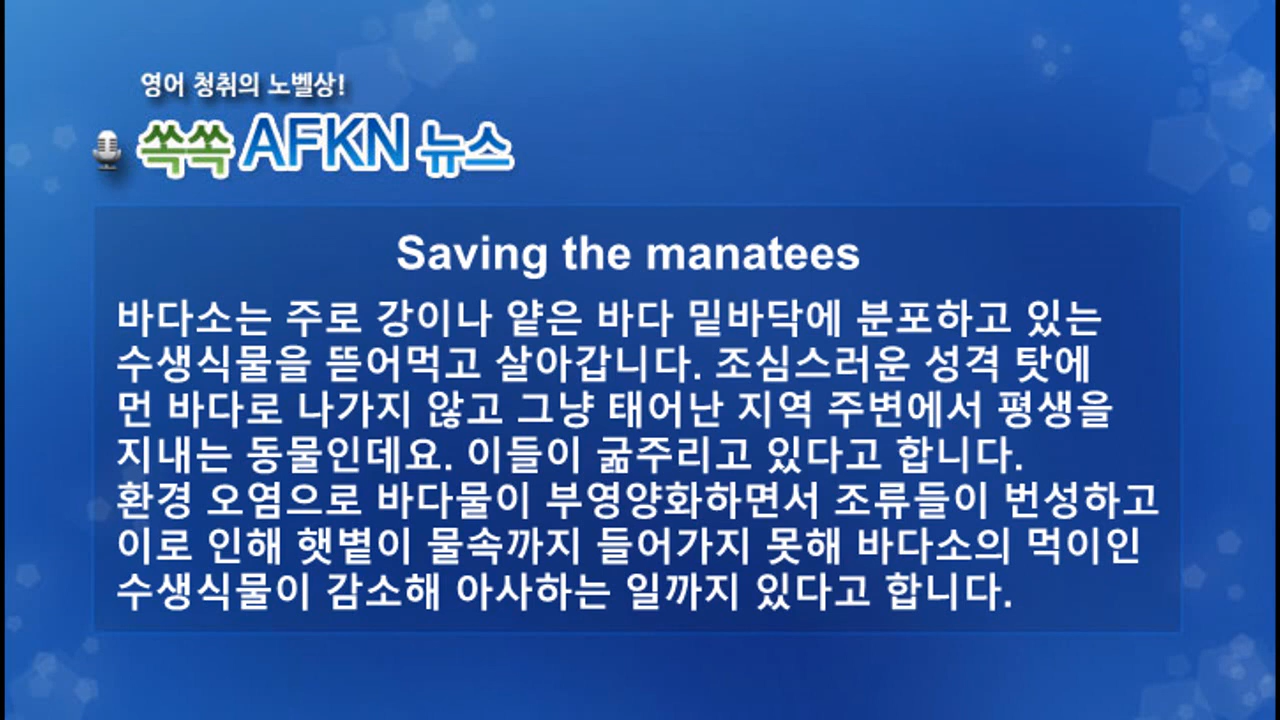 영어 청취의 노벨상!
쏙쏙 AFKN 뉴스
Saving the manatees
바다소는 주로 강이나 얕은 바다 밑바닥에 분포하고 있는
수생식물을 뜯어먹고 살아갑니다. 조심스러운 성격 탓에
먼 바다로 나가지 않고 그냥 태어난 지역 주변에서 평생을
지내는 동물인데요. 이들이 굶주리고 있다고 합니다.
환경 오염으로 바다물이 부영양화하면서 조류들이 번성하고
이로 인해 햇볕이 물속까지 들어가지 못해 바다소의 먹이인
수생식물이 감소해 아사하는 일까지 있다고 합니다.